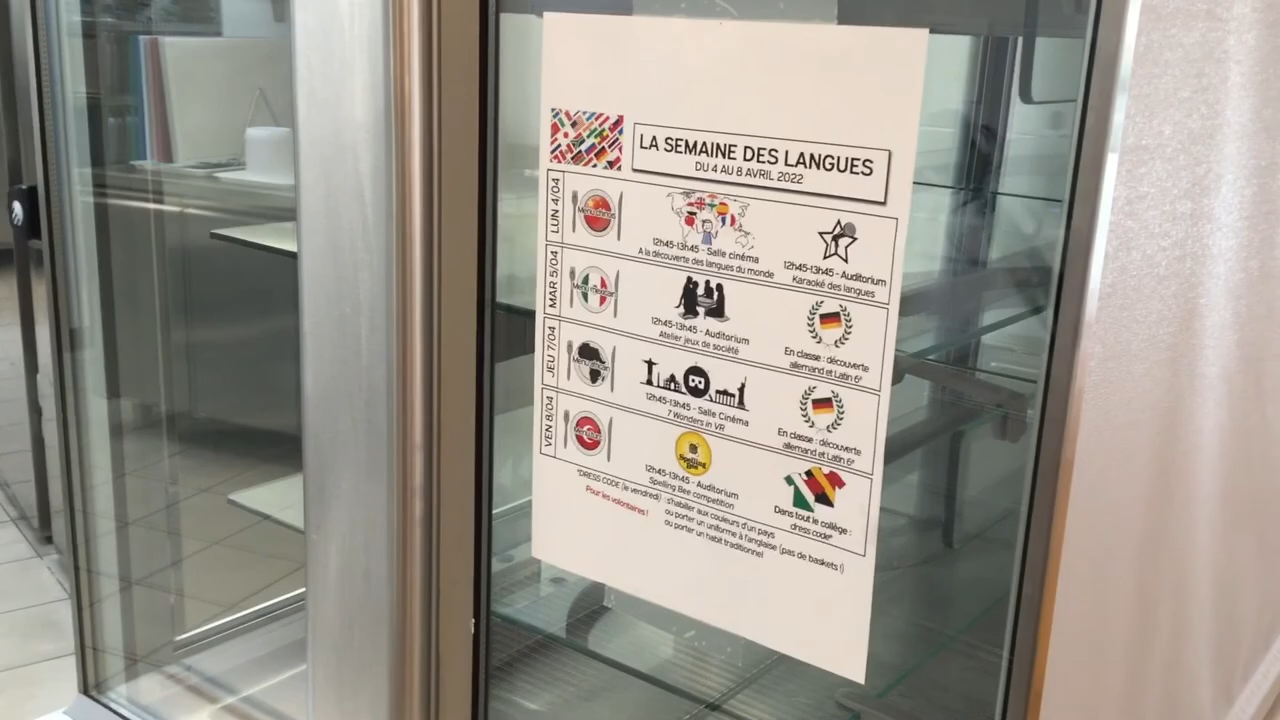 LA SEMAINE DES LANGUES
DU 4 AU 8 AVRIL 2022
LUN 4/04
Menu chinois
12h45-13h45 - Salle cinéma
A la découverte des langues du monde
12h45-13h45 - Auditorium
Karaoké des langues
MAR 5/04
Menu mexicain
12h45-13h45 - Auditorium
Atelier jeux de société
En classe : découverte
allemand et Latin 6e
JEU 7/04
Menu africain
12h45-13h45 - Salle Cinéma
7 Wonders in VR
En classe : découverte
allemand et Latin 6e
VEN 8/04
Menu turc
Spelling
Bee
12h45-13h45 - Auditorium
Spelling Bee competition
Dans tout le collège :
dress code*
*DRESS CODE (le vendredi) : s'habiller aux couleurs d'un pays
Pour les volontaires !
ou porter un uniforme à l'anglaise (pas de baskets !)
ou porter un habit traditionnel